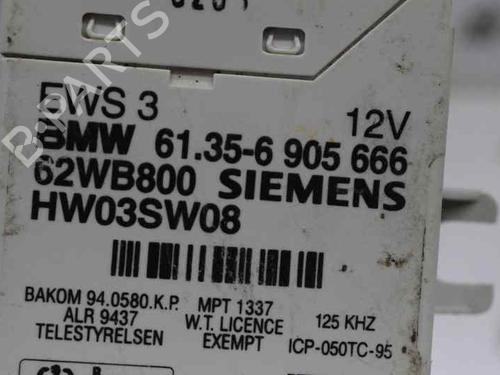 B-PARTS
EWS 3
12V
BMW 61.35-6 905 666
62WB800 SIEMENS
HW03SW08
BAKOM 94.0580.K.P. MPT 1337
ALR 9437 W.T. LICENCE 125 KHZ
TELESTYRELSEN EXEMPT ICP-050TC-95